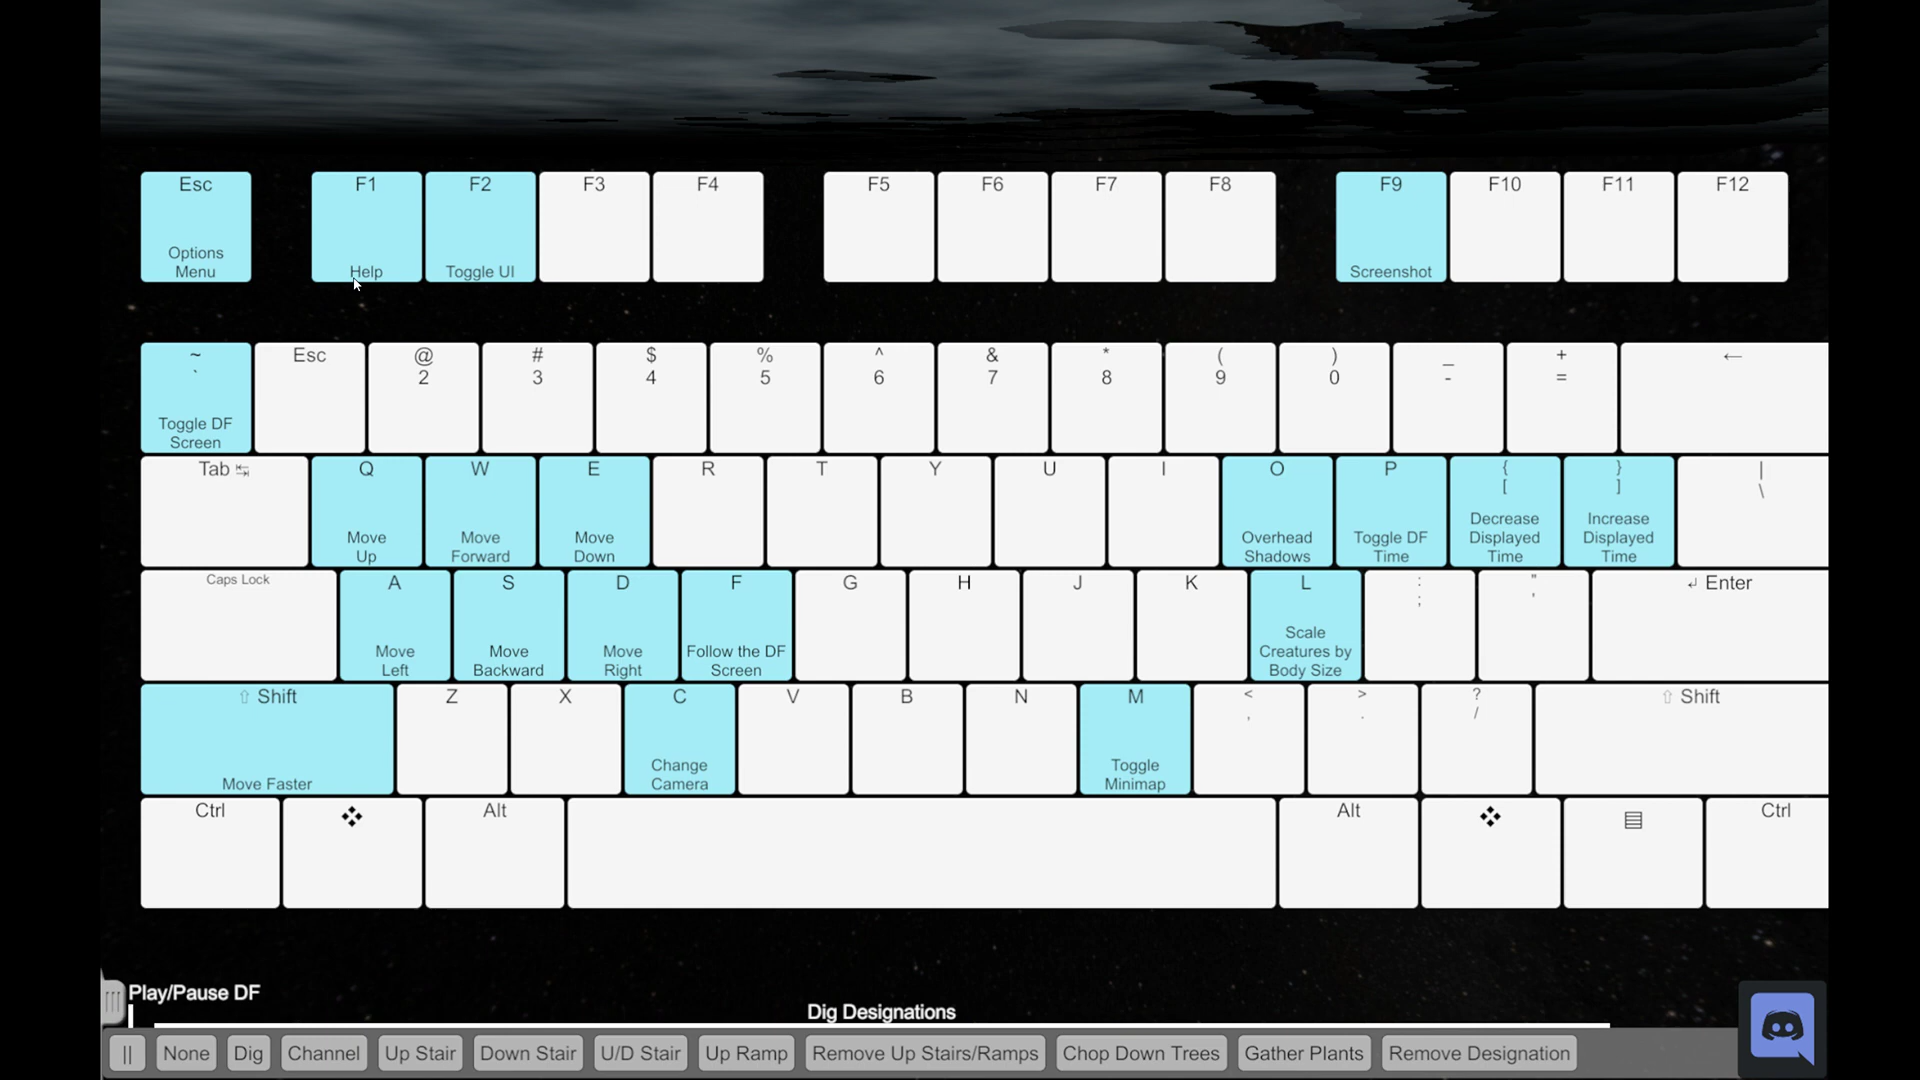 Esc
Options
Menu
F1
Help
F2
Toggle UI
F3
F4
F5
F6
F7
F8
F9
Screenshot
F10
F11
F12
~
`
Toggle DF
Screen
Esc
@
2
#
3
$
4
%
5
^
6
&
7
*
8
(
9
)
0
_
-
+
=
←
Tab ↹
Q
Move
Up
W
Move
Forward
E
Move
Down
R
T
Y
U
I
O
Overhead
Shadows
P
Toggle DF
Time
{
[
Decrease
Displayed
Time
}
]
Increase
Displayed
Time
|
\
Caps Lock
A
Move
Left
S
Move
Backward
D
Move
Right
F
Follow the DF
Screen
G
H
J
K
L
Scale
Creatures by
Body Size
:
;
"
'
↲ Enter
⇧ Shift
Move Faster
Z
X
C
Change
Camera
V
B
N
M
Toggle
Minimap
<
,
>
.
?
/
⇧ Shift
Ctrl
Alt
Alt
Ctrl
Play/Pause DF
Dig Designations
|| None Dig Channel Up Stair Down Stair U/D Stair Up Ramp Remove Up Stairs/Ramps Chop Down Trees Gather Plants Remove Designation